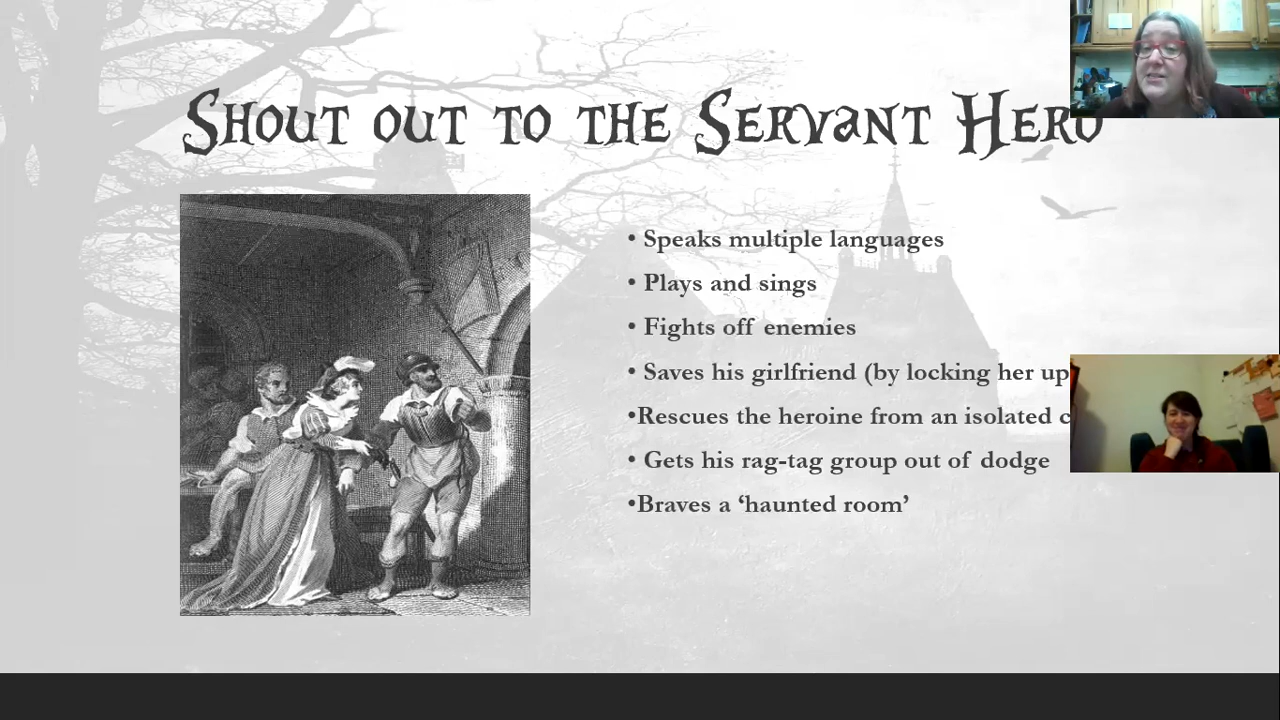 Shout out to the Servant Hero
• Speaks multiple languages
• Plays and sings
• Fights off enemies
• Saves his girlfriend (by locking her up
•Rescues the heroine from an isolated
• Gets his rag-tag group out of dodge
•Braves a ‘haunted room’